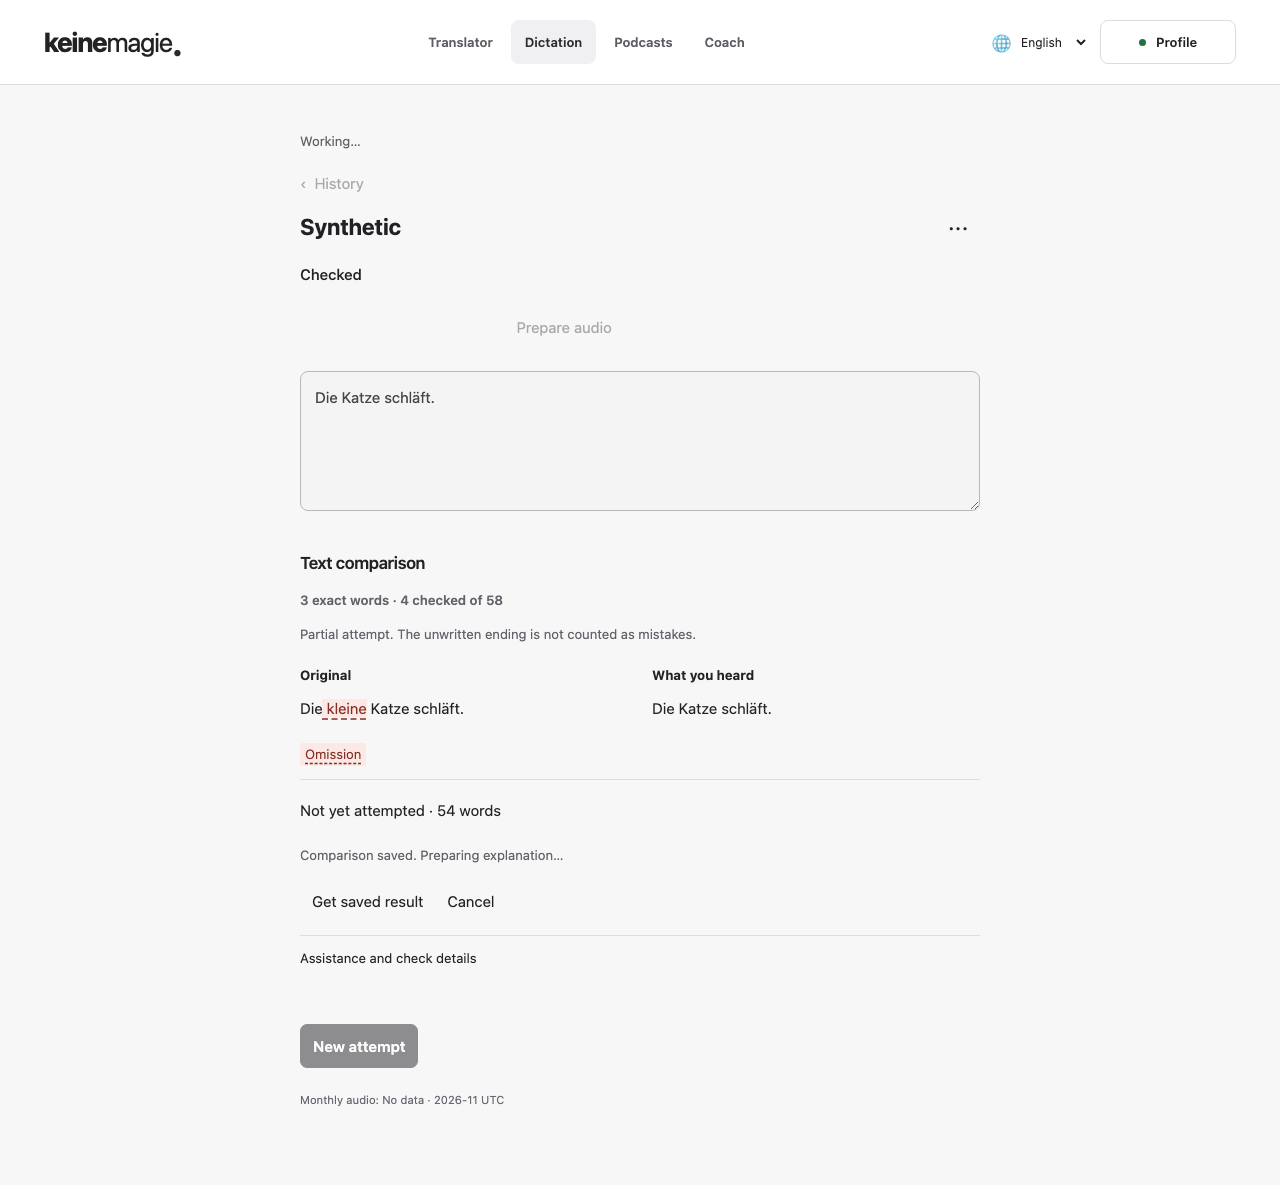 keinemagie.
Translator Dictation Podcasts Coach
English
Profile
Working…
‹ History
Synthetic
...
Checked
Prepare audio
Die Katze schläft.
Text comparison
3 exact words · 4 checked of 58
Partial attempt. The unwritten ending is not counted as mistakes.
Original
Die kleine Katze schläft.
What you heard
Die Katze schläft.
Omission
Not yet attempted · 54 words
Comparison saved. Preparing explanation…
Get saved result Cancel
Assistance and check details
New attempt
Monthly audio: No data · 2026-11 UTC